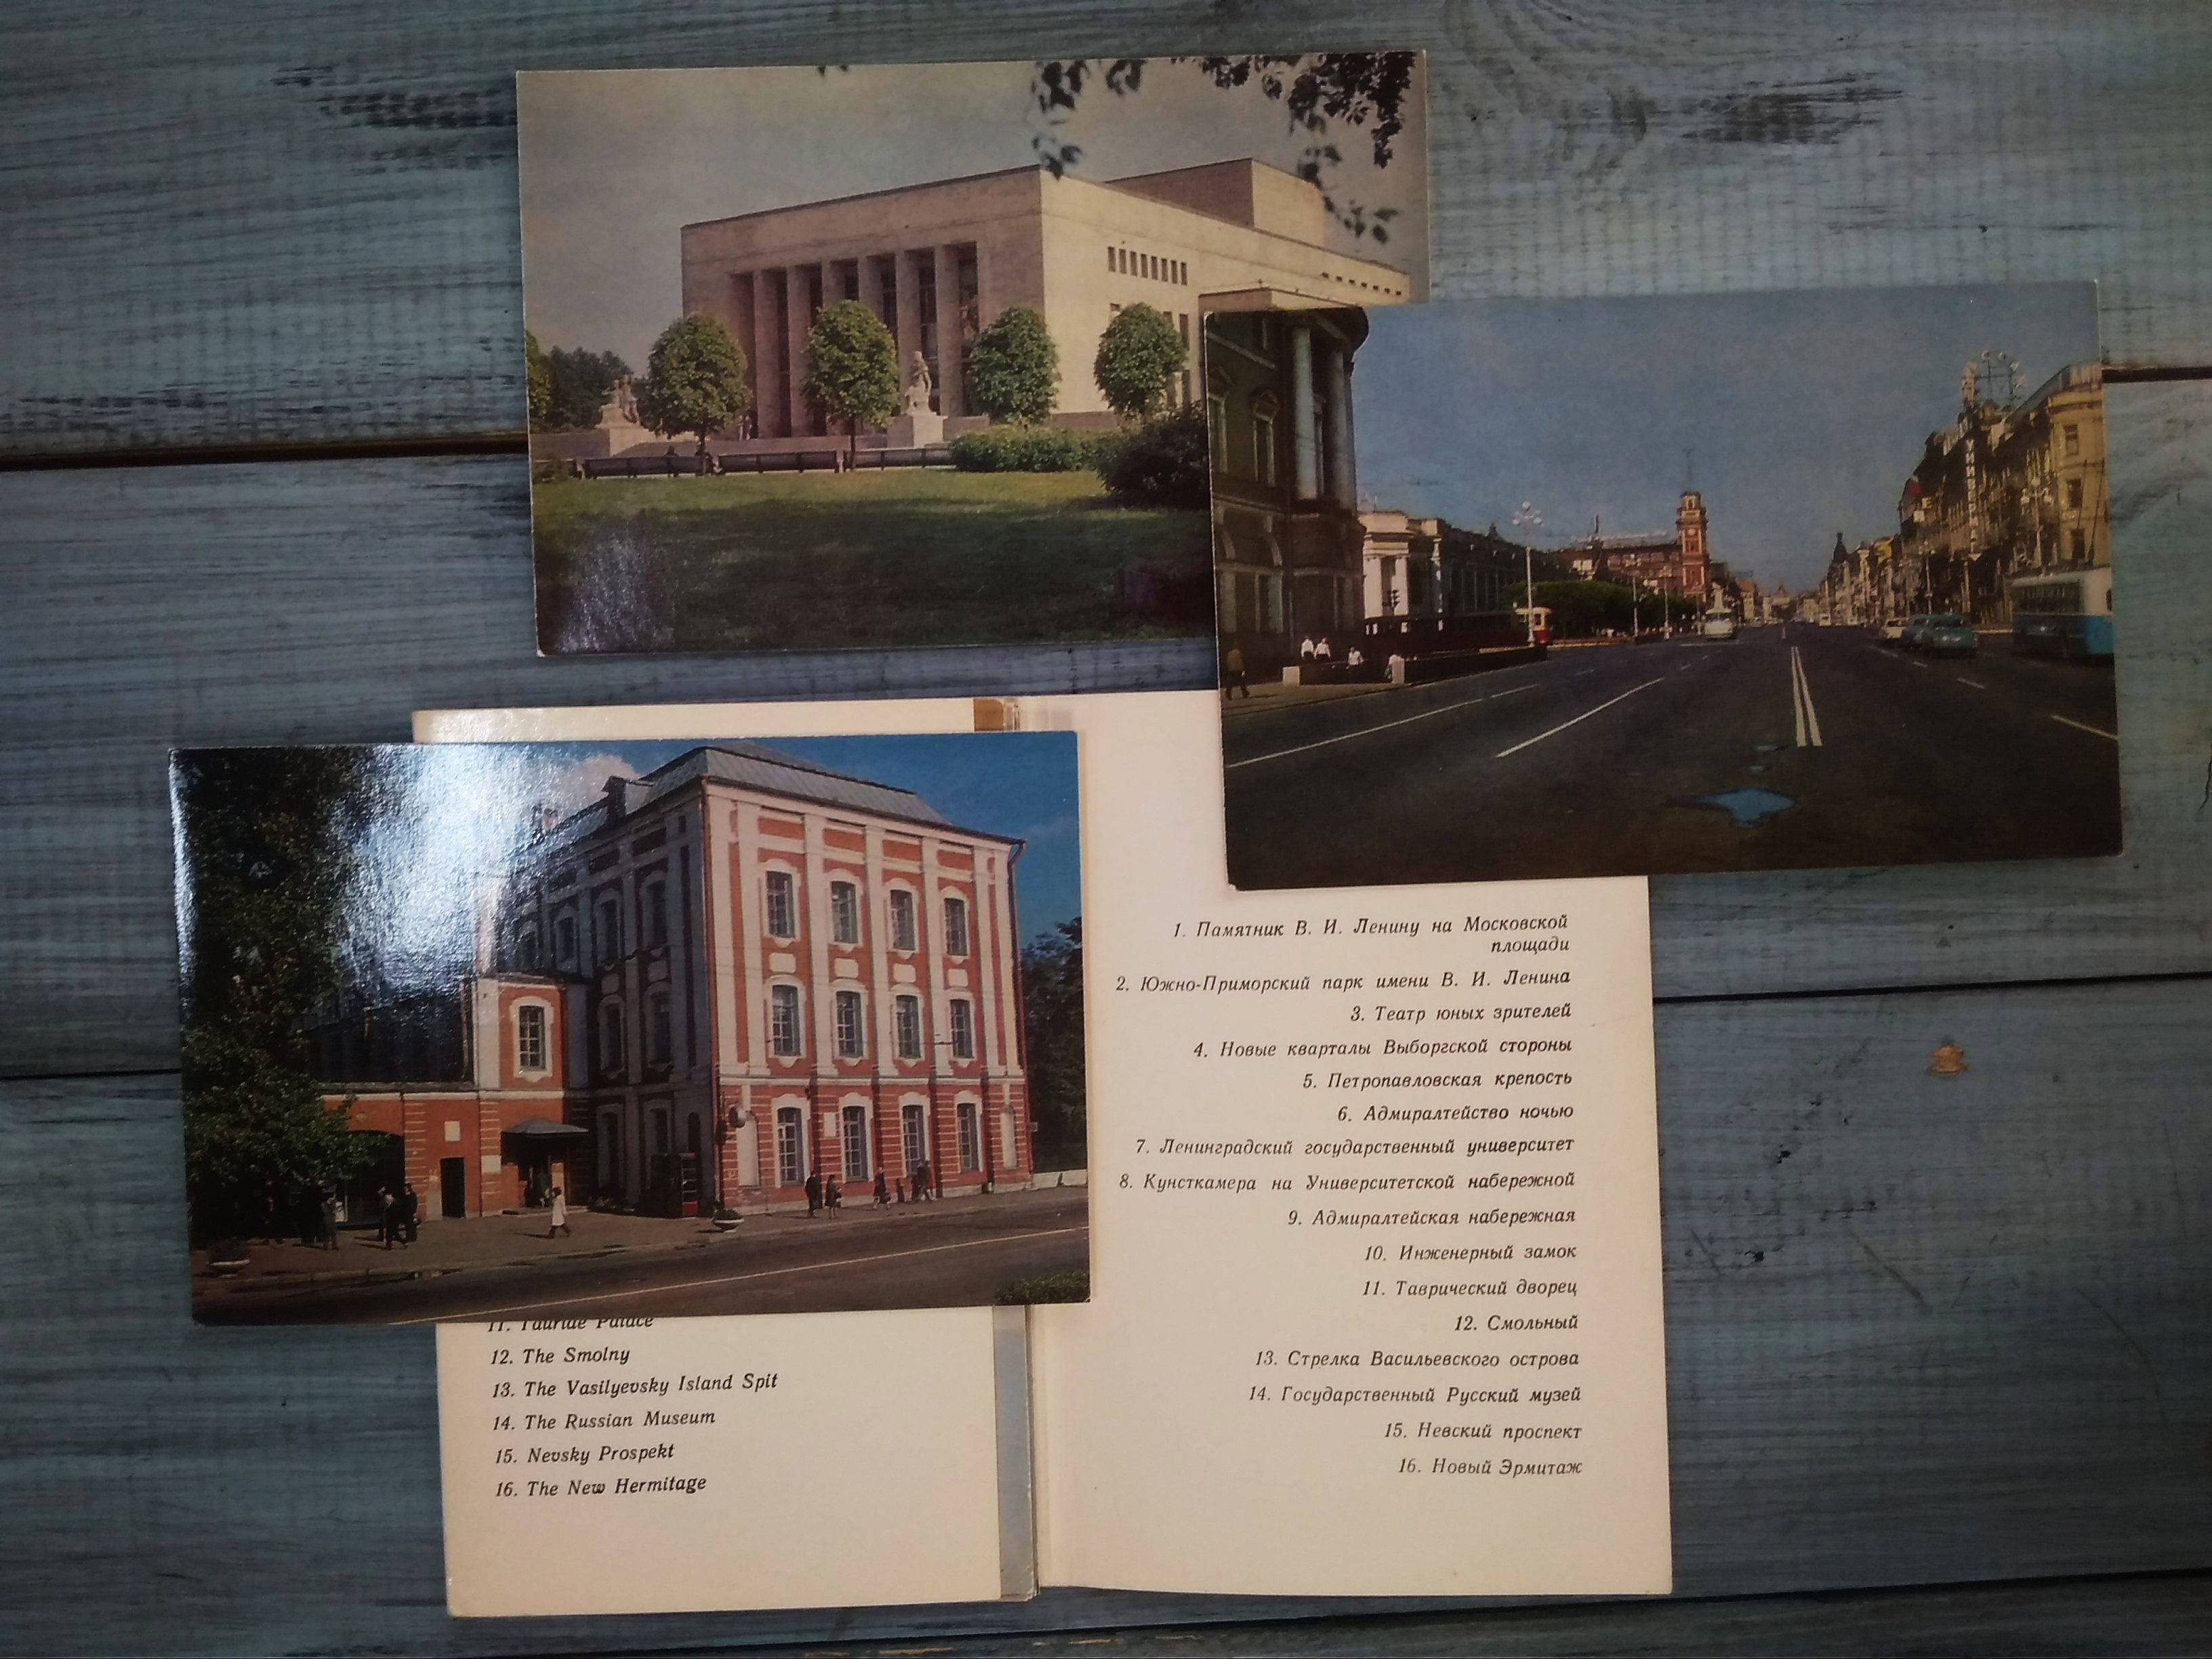 УНИВЕРМАГ
1. Памятник В. И. Ленину на Московской
площади
2. Южно-Приморский парк имени В. И. Ленина
3. Театр юных зрителей
4. Новые кварталы Выборгской стороны
5. Петропавловская крепость
6. Адмиралтейство ночью
7. Ленинградский государственный университет
8. Кунсткамера на Университетской набережной
9. Адмиралтейская набережная
10. Инженерный замок
11. Таврический дворец
12. Смольный
13. Стрелка Васильевского острова
14. Государственный Русский музей
15. Невский проспект
16. Новый Эрмитаж
11. Tauride Palace
12. The Smolny
13. The Vasilyevsky Island Spit
14. The Russian Museum
15. Nevsky Prospekt
16. The New Hermitage